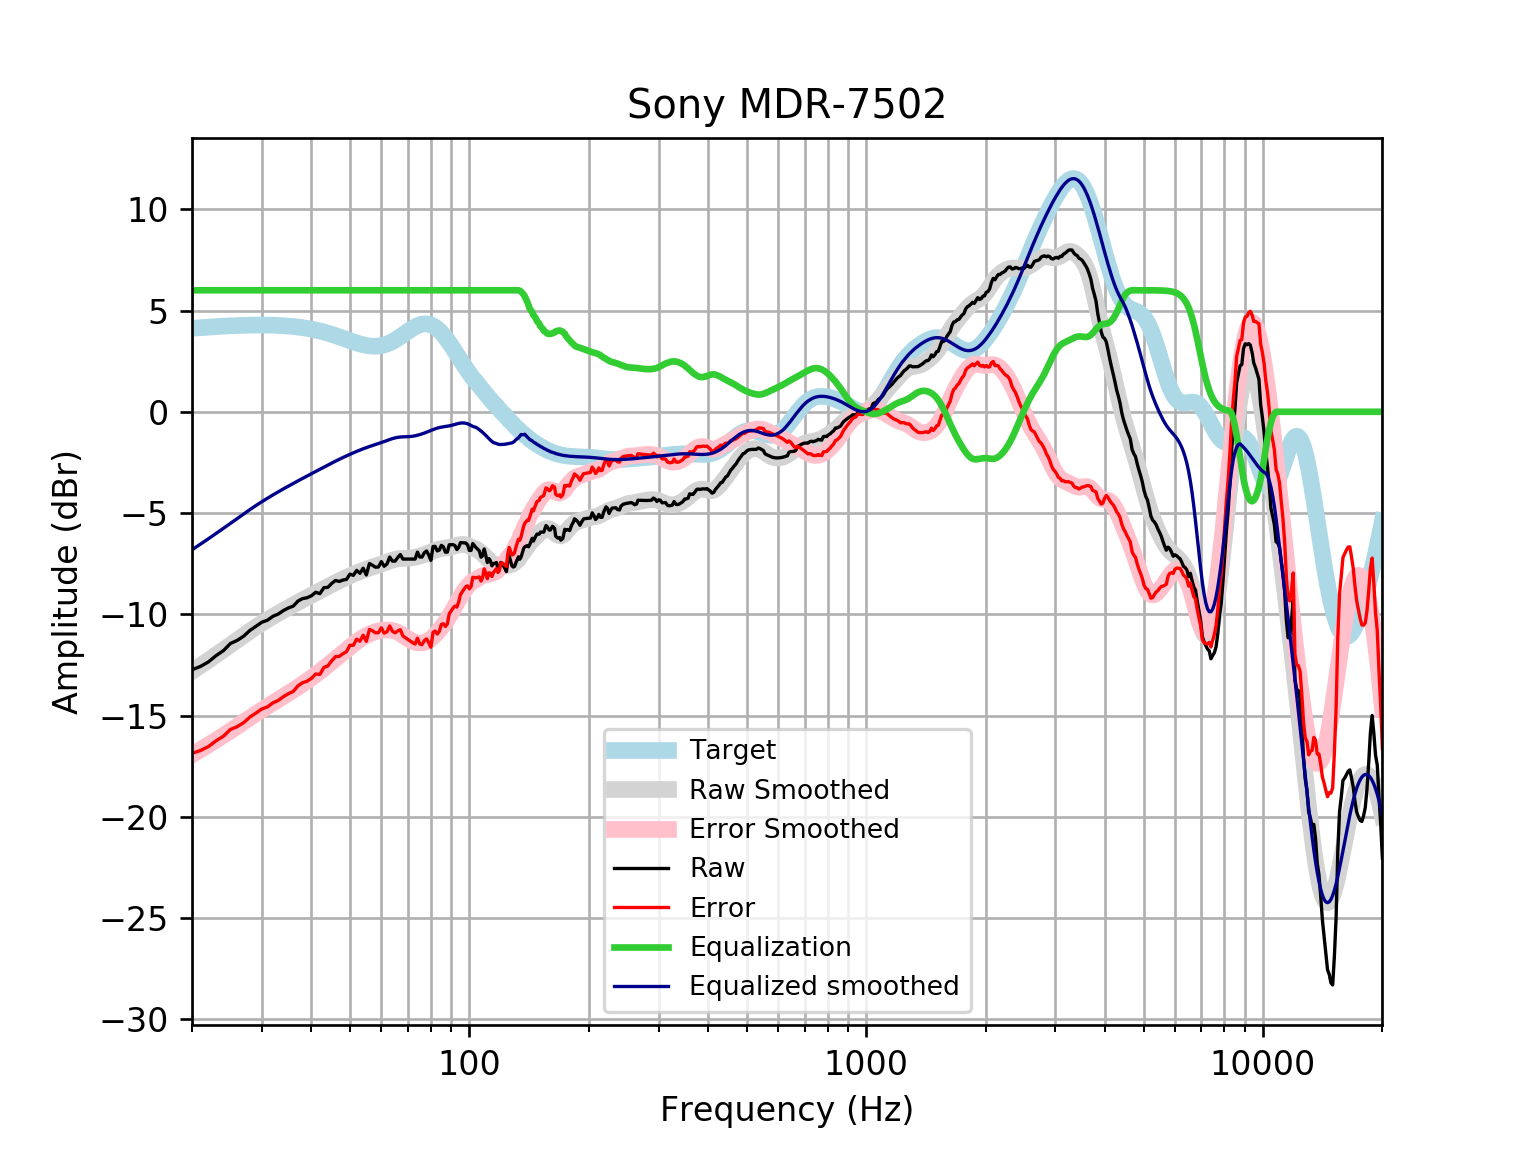 Sony MDR-7502
Amplitude (dBr)
10
5
0
−5
−10
−15
−20
−25
−30
Target
Raw Smoothed
Error Smoothed
Raw
Error
Equalization
Equalized smoothed
100
1000
10000
Frequency (Hz)